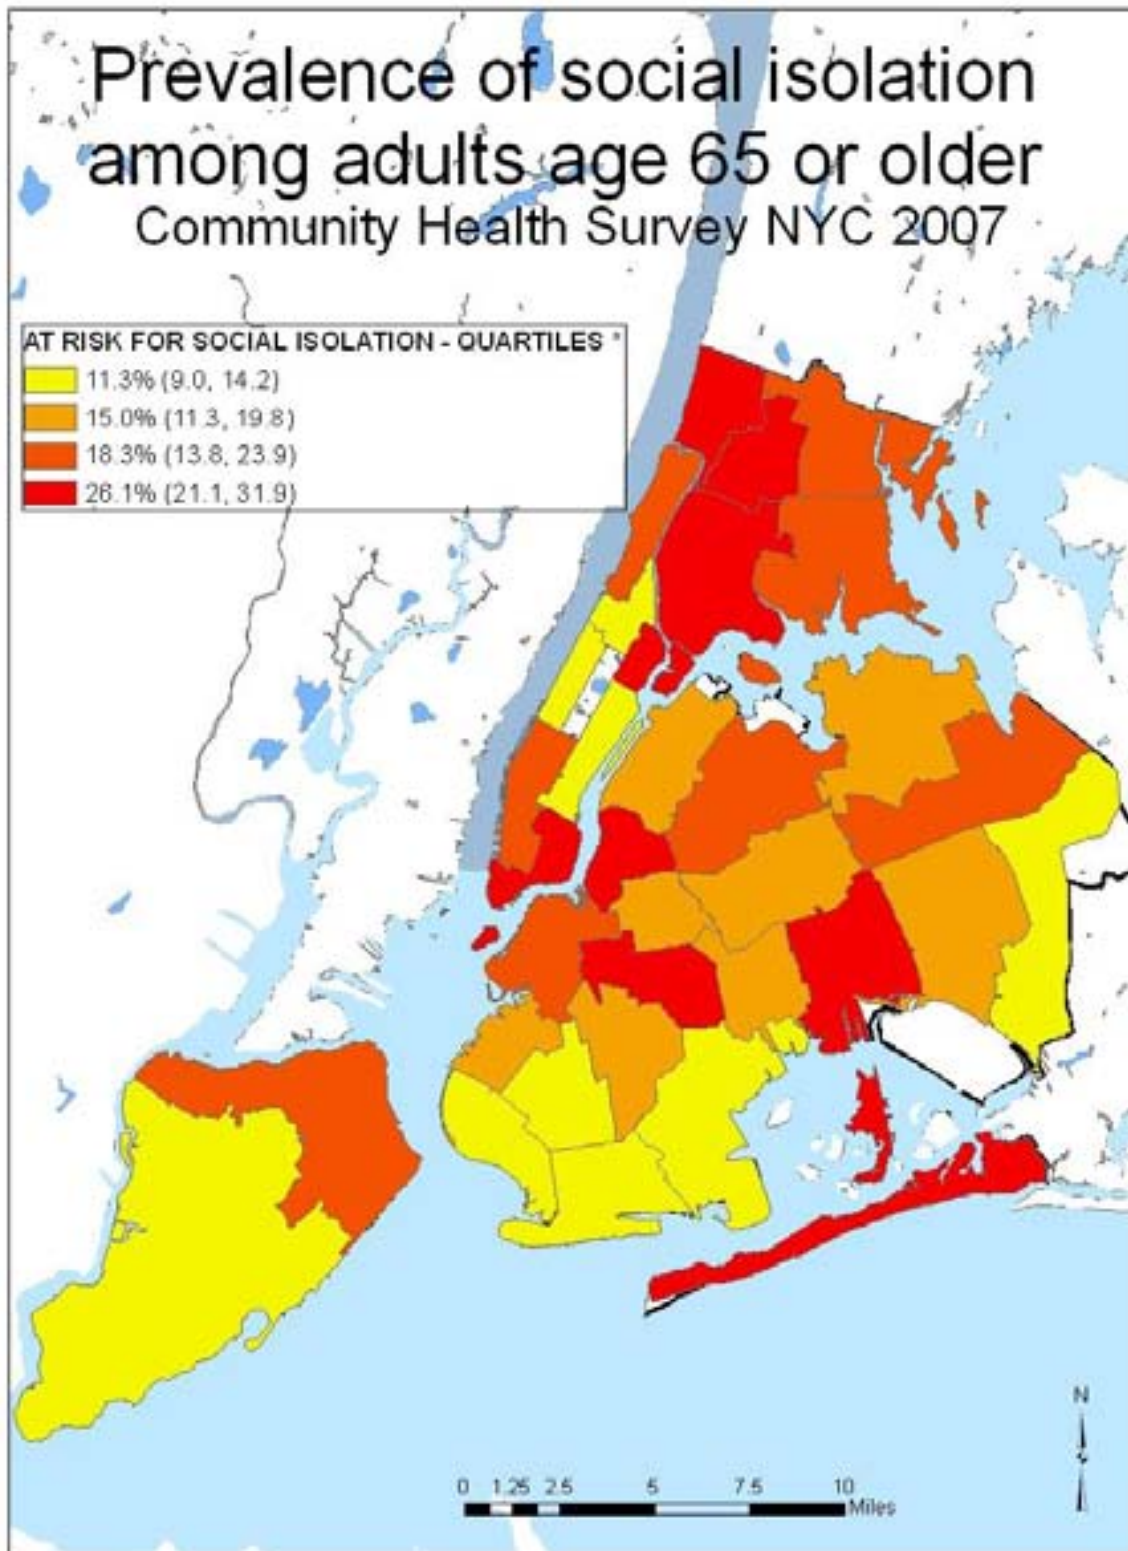 Prevalence of social isolation
among adults age 65 or older
Community Health Survey NYC 2007
AT RISK FOR SOCIAL ISOLATION - QUARTILES
11.3% (9.0, 14.2)
15.0% (11.3, 19.8)
18.3% (13.8, 23.9)
26.1% (21.1, 31.9)
N
0 1.25 2.5 5 7.5 10
Miles